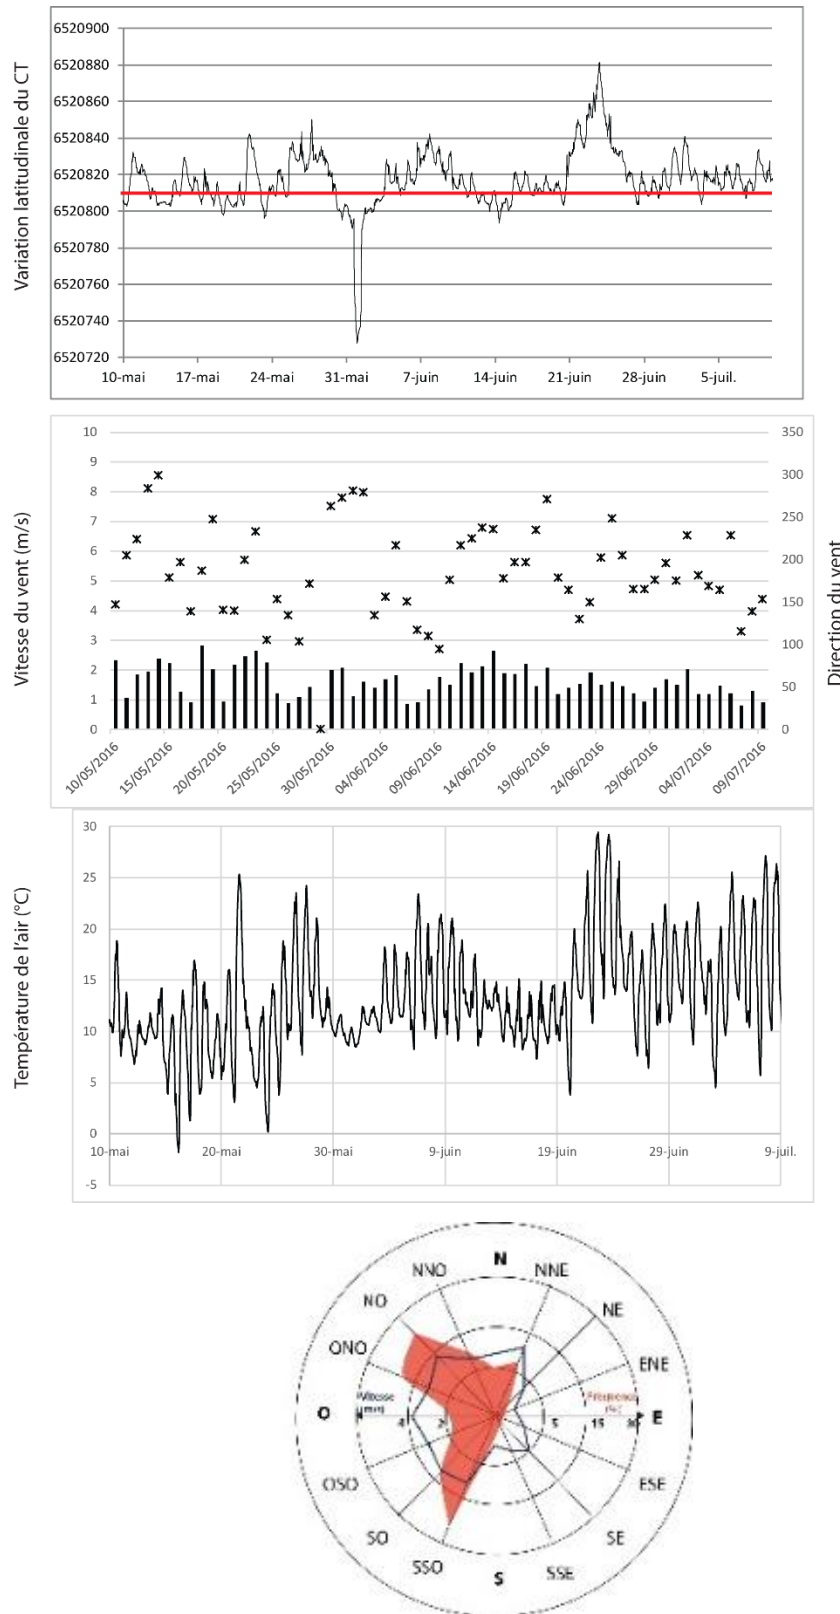 Variation latitudinale du CT
6520900
6520880
6520860
6520840
6520820
6520800
6520780
6520760
6520740
6520720
10-mai 17-mai 24-mai 31-mai 7-juin 14-juin 21-juin 28-juin 5-juil.
Vitesse du vent (m/s)
10
9
8
7
6
5
4
3
2
1
0
350
300
250
200
150
100
50
0
Direction du vent
10/05/2016 15/05/2016 20/05/2016 25/05/2016 30/05/2016 04/06/2016 09/06/2016 14/06/2016 19/06/2016 24/06/2016 29/06/2016 04/07/2016 09/07/2016
Température de l'air (°C)
30
25
20
15
10
5
0
-5
10-mai 20-mai 30-mai 9-juin 19-juin 29-juin 9-juil.
N
NNO NNE
NO NE
ONO ENE
Vitesse Fréquence
O E
4 2 5 15
OSO ESE
SO SE
SSO SSE
S